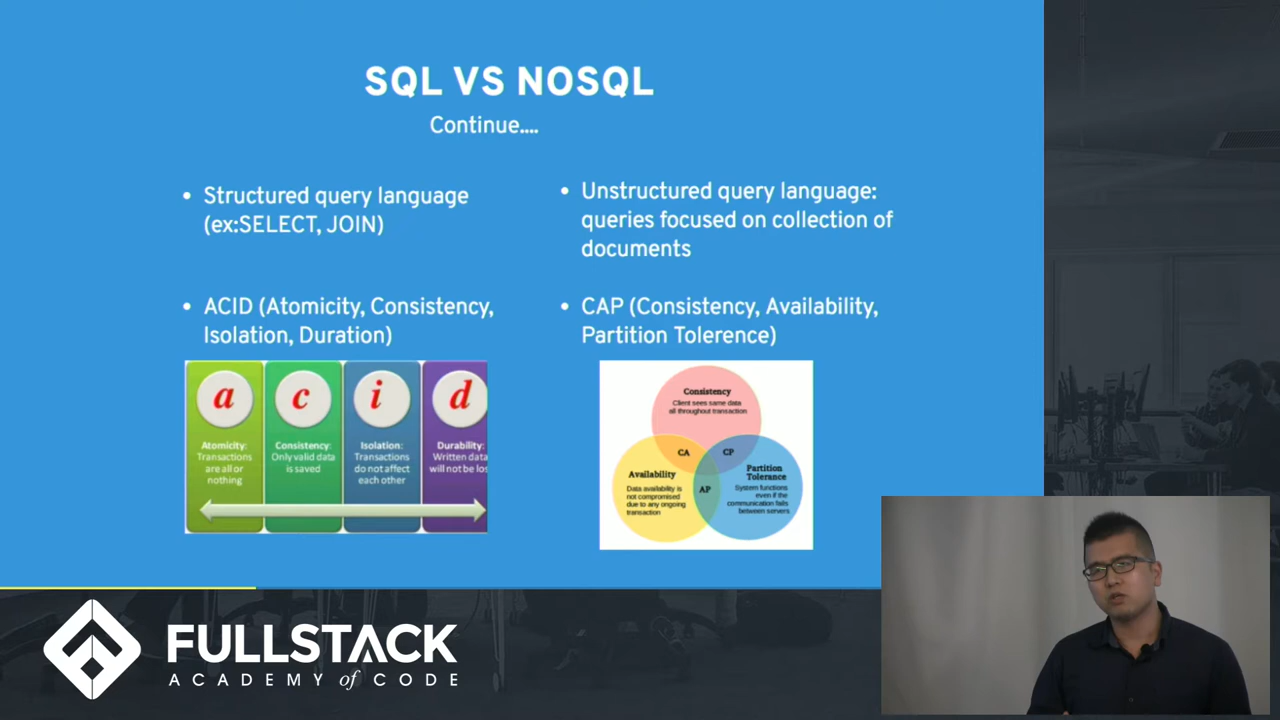 SQL VS NOSQL
Continue....
• Structured query language
(ex:SELECT, JOIN)
• ACID (Atomicity, Consistency,
Isolation, Duration)
a
c
i
d
Atomicity:
Transactions
are all or
nothing
Consistency:
Only valid data
is saved
Isolation:
Transactions
do not affect
each other
Durability:
Written data
will not be los
• Unstructured query language:
queries focused on collection of
documents
• CAP (Consistency, Availability,
Partition Tolerence)
Consistency
Client sees same data
all throughout transaction
CA
CP
AP
Availability
Data availability is
not compromised
due to any ongoing
transaction
Partition
Tolerance
System functions
even if the
communication fails
between servers
FULLSTACK
ACADEMY of CODE